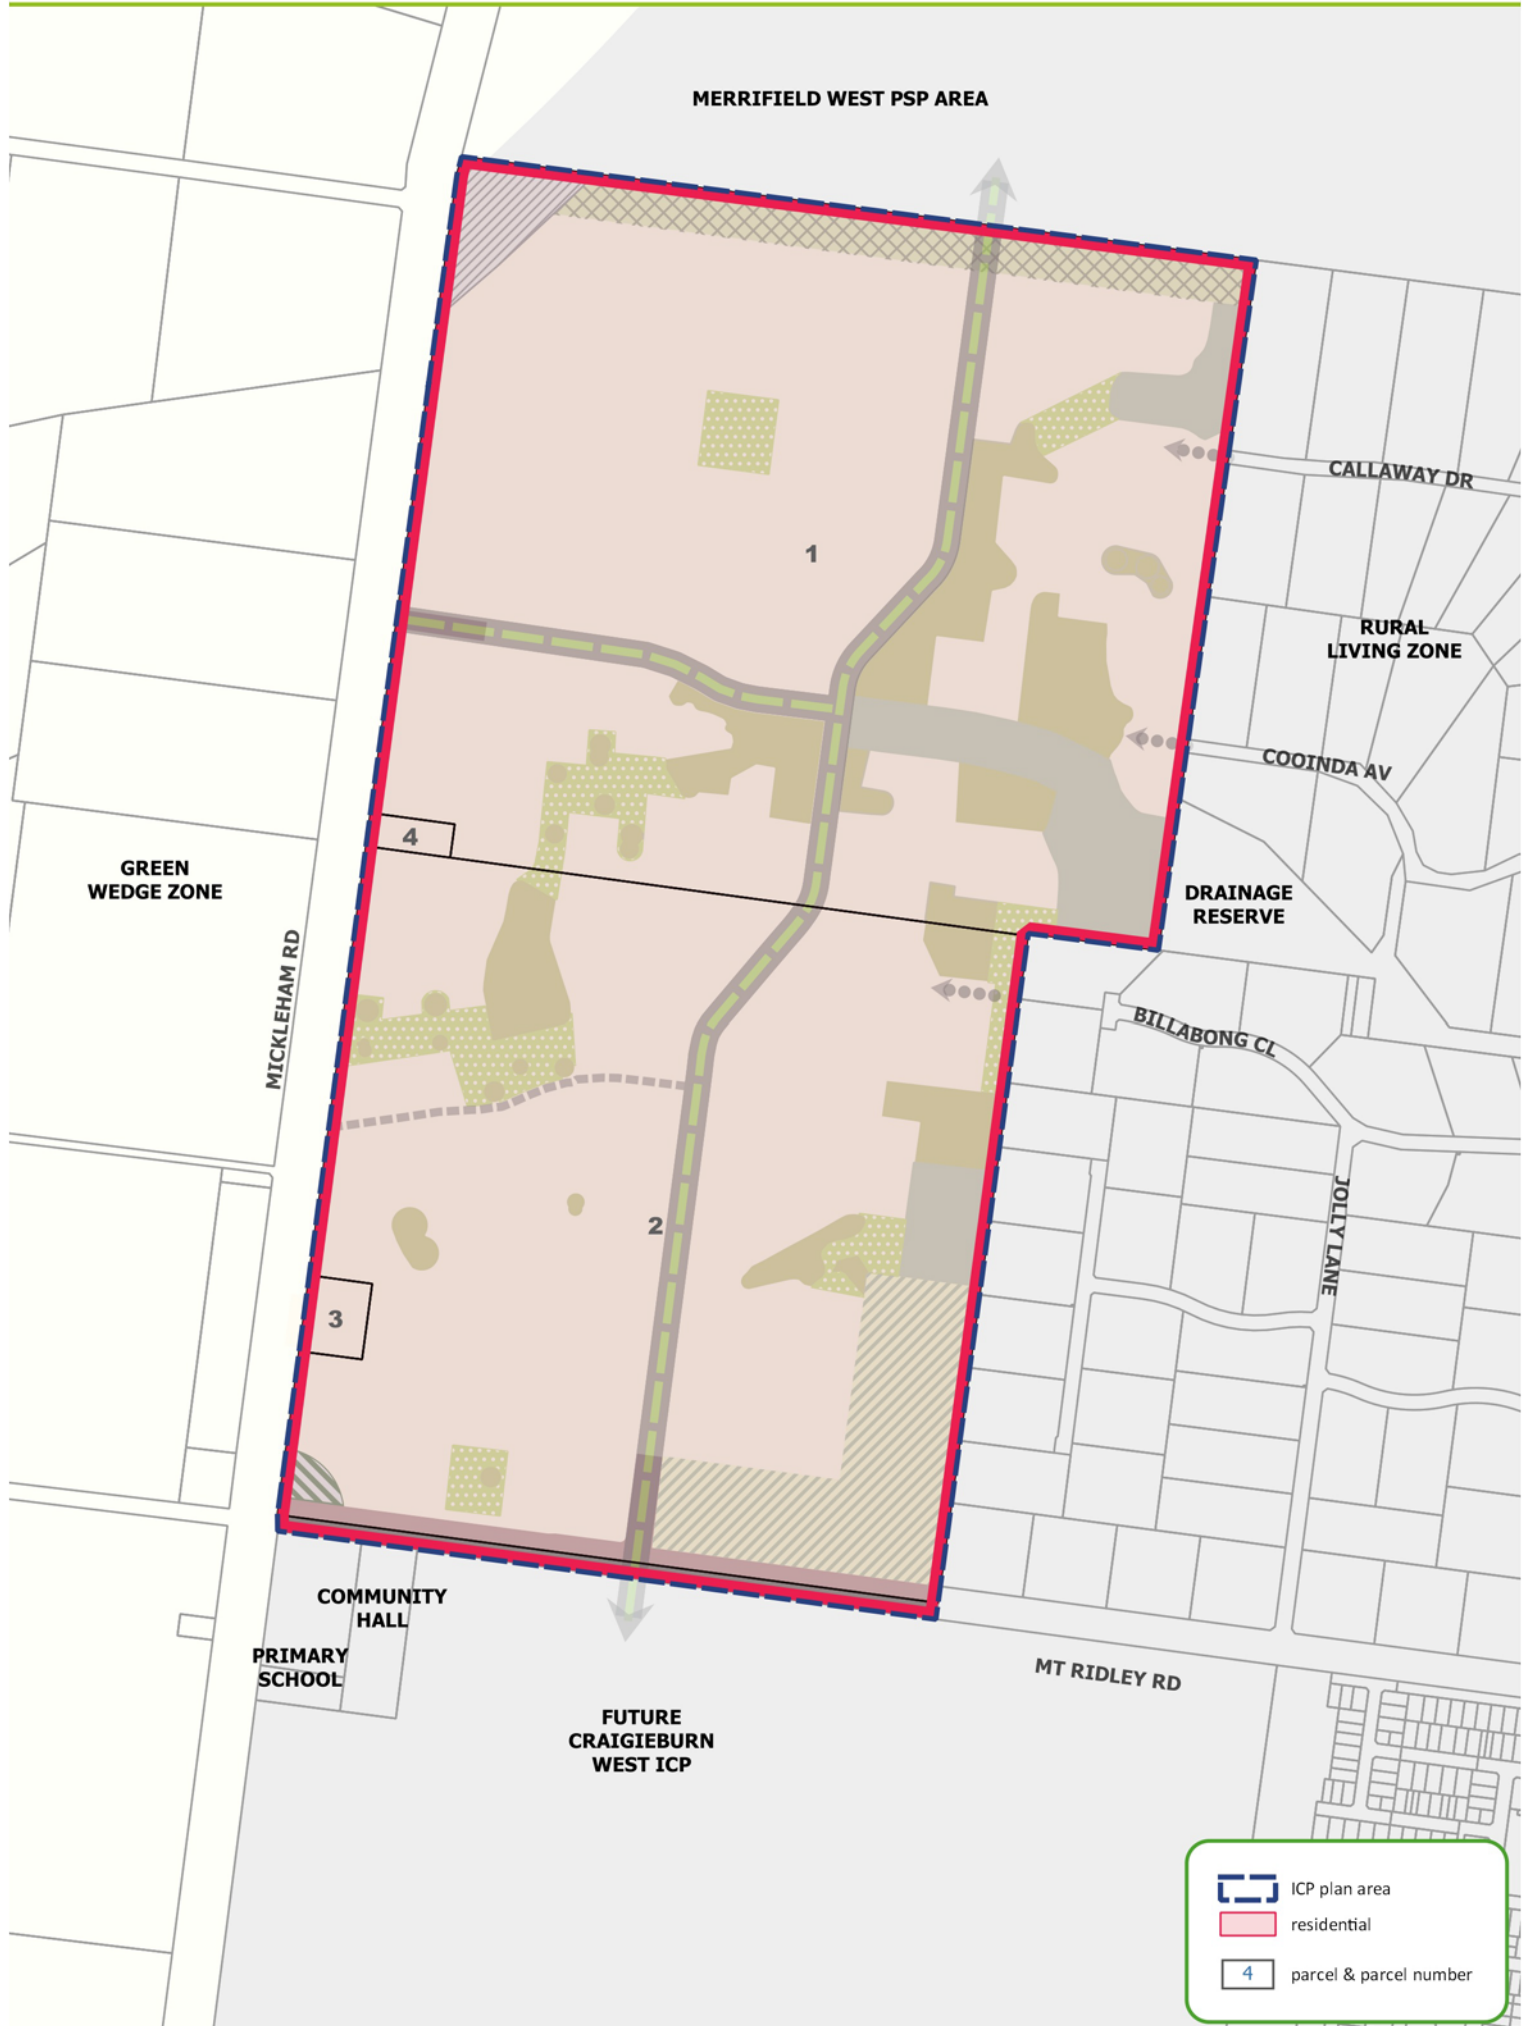 MERRIFIELD WEST PSP AREA
CALLAWAY DR
1
RURAL
LIVING ZONE
COOINDA AV
4
GREEN
WEDGE ZONE
DRAINAGE
RESERVE
MICKLEHAM RD
BILLABONG CL
JOLLY LANE
2
3
COMMUNITY
HALL
PRIMARY
SCHOOL
MT RIDLEY RD
FUTURE
CRAIGIEBURN
WEST ICP
ICP plan area
residential
4 parcel & parcel number